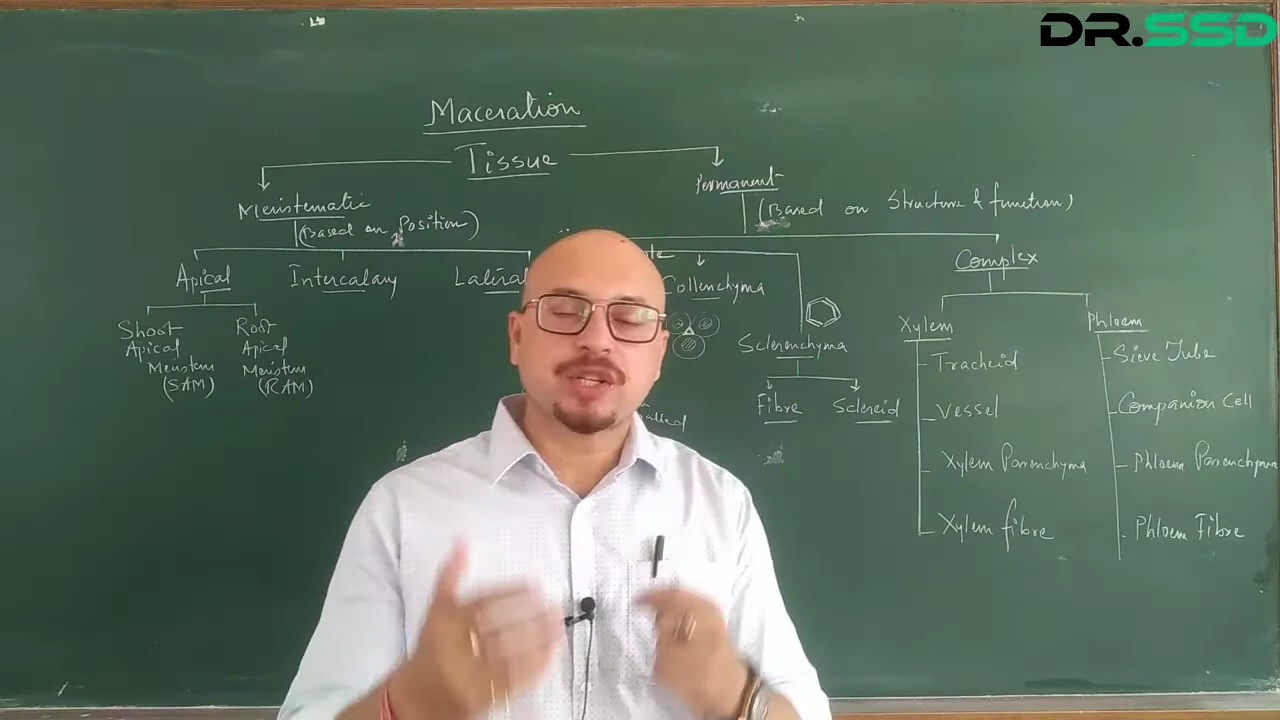 DR.SSD
Maceration
Tissue
Meristematic
(Based on Position)
Permanent
(Based on Structure & function)
Apical
Intercalary
Lateral
Collenchyma
Complex
Shoot
Apical
Meristem
(SAM)
Root
Apical
Meristem
(RAM)
Sclerenchyma
Fibre
Sclereid
Xylem
Tracheid
Vessel
Xylem Parenchyma
Xylem fibre
Phloem
Sieve Tube
Companion Cell
Phloem Parenchyma
Phloem Fibre